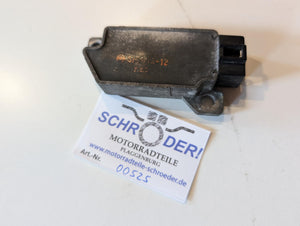 SCHRÖDER!
MOTORRADTEILE
PLAGGENBURG
www.motorradteile-schroeder.de
Art.-Nr. 00525